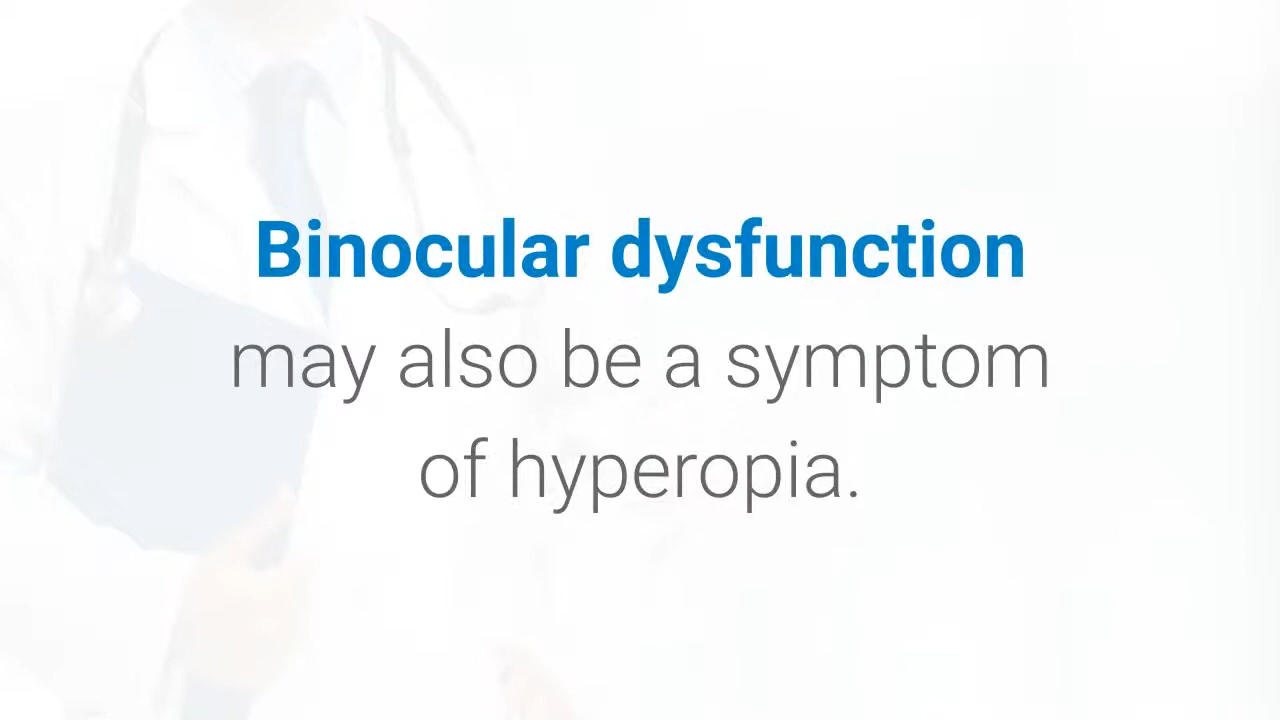 Binocular dysfunction
may also be a symptom
of hyperopia.